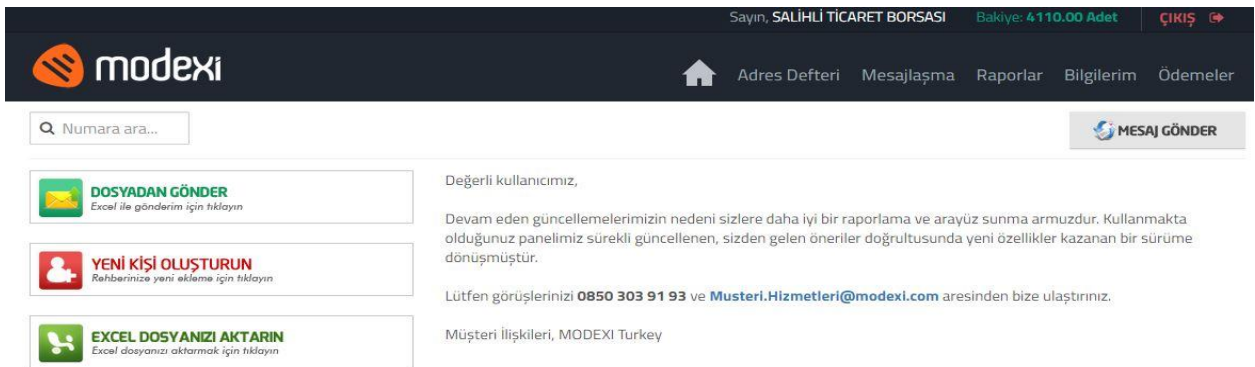 Sayın, SALİHLİ TİCARET BORSASI Bakiye: 4110.00 Adet ÇIKIŞ
modexi
Adres Defteri Mesajlaşma Raporlar Bilgilerim Ödemeler
Numara ara...
MESAJ GÖNDER
DOSYADAN GÖNDER
Excel ile gönderim için tıklayın
YENİ KİŞİ OLUŞTURUN
Rehberinize yeni ekleme için tıklayın
EXCEL DOSYANIZI AKTARIN
Excel dosyanızı aktarmak için tıklayın
Değerli kullanıcımız,
Devam eden güncellemelerimizin nedeni sizlere daha iyi bir raporlama ve arayüz sunma armuzdur. Kullanmakta
olduğunuz panelimiz sürekli güncellenen, sizden gelen öneriler doğrultusunda yeni özellikler kazanan bir sürüme
dönüşmüştür.
Lütfen görüşlerinizi 0850 303 91 93 ve Musteri.Hizmetleri@modexi.com aresinden bize ulaştırınız.
Müşteri İlişkileri, MODEXI Turkey